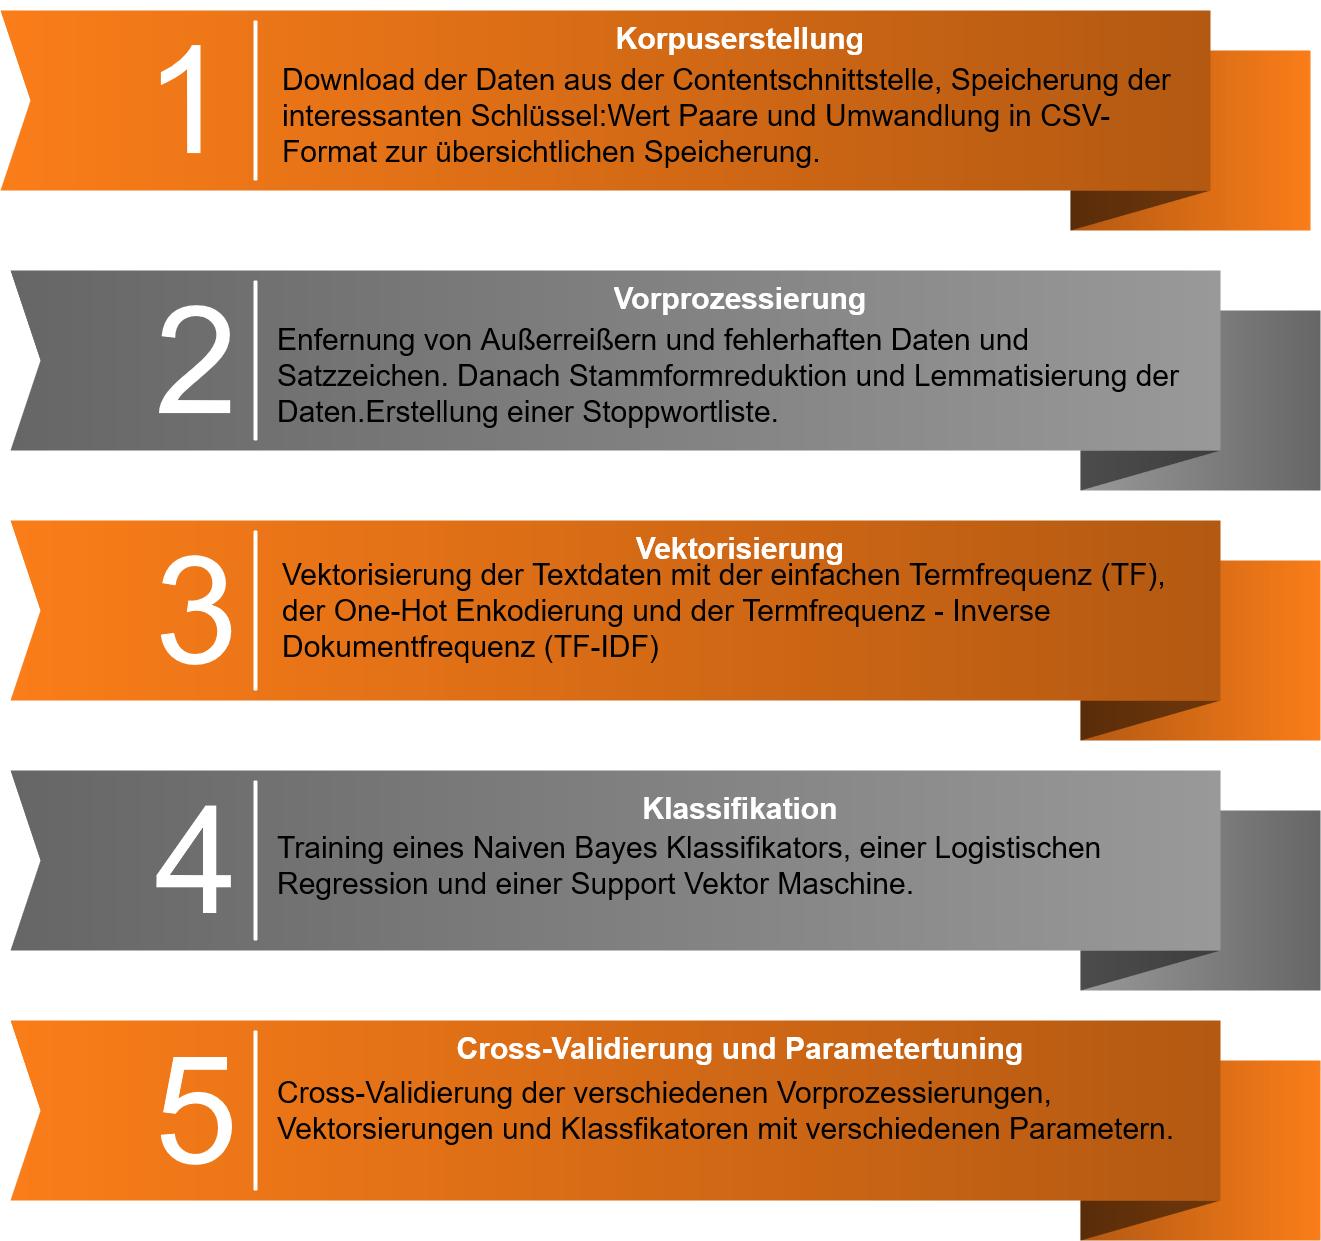 1
Korpuserstellung
Download der Daten aus der Contentschnittstelle, Speicherung der
interessanten Schlüssel:Wert Paare und Umwandlung in CSV-
Format zur übersichtlichen Speicherung.
2
Vorprozessierung
Enfernung von Außerreißern und fehlerhaften Daten und
Satzzeichen. Danach Stammformreduktion und Lemmatisierung der
Daten.Erstellung einer Stoppwortliste.
3
Vektorisierung
Vektorisierung der Textdaten mit der einfachen Termfrequenz (TF),
der One-Hot Enkodierung und der Termfrequenz - Inverse
Dokumentfrequenz (TF-IDF)
4
Klassifikation
Training eines Naiven Bayes Klassifikators, einer Logistischen
Regression und einer Support Vektor Maschine.
5
Cross-Validierung und Parametertuning
Cross-Validierung der verschiedenen Vorprozessierungen,
Vektorsierungen und Klassfikatoren mit verschiedenen Parametern.